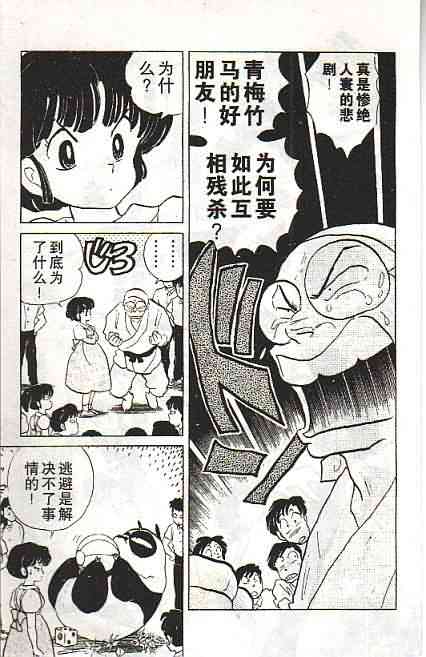 真是惨绝
人寰的悲
剧！
青梅竹
马的好
朋友！
为何要
如此互
相残杀？
为什
么？
……
……
到底为
了什么！
逃避是解
决不了事
情的！